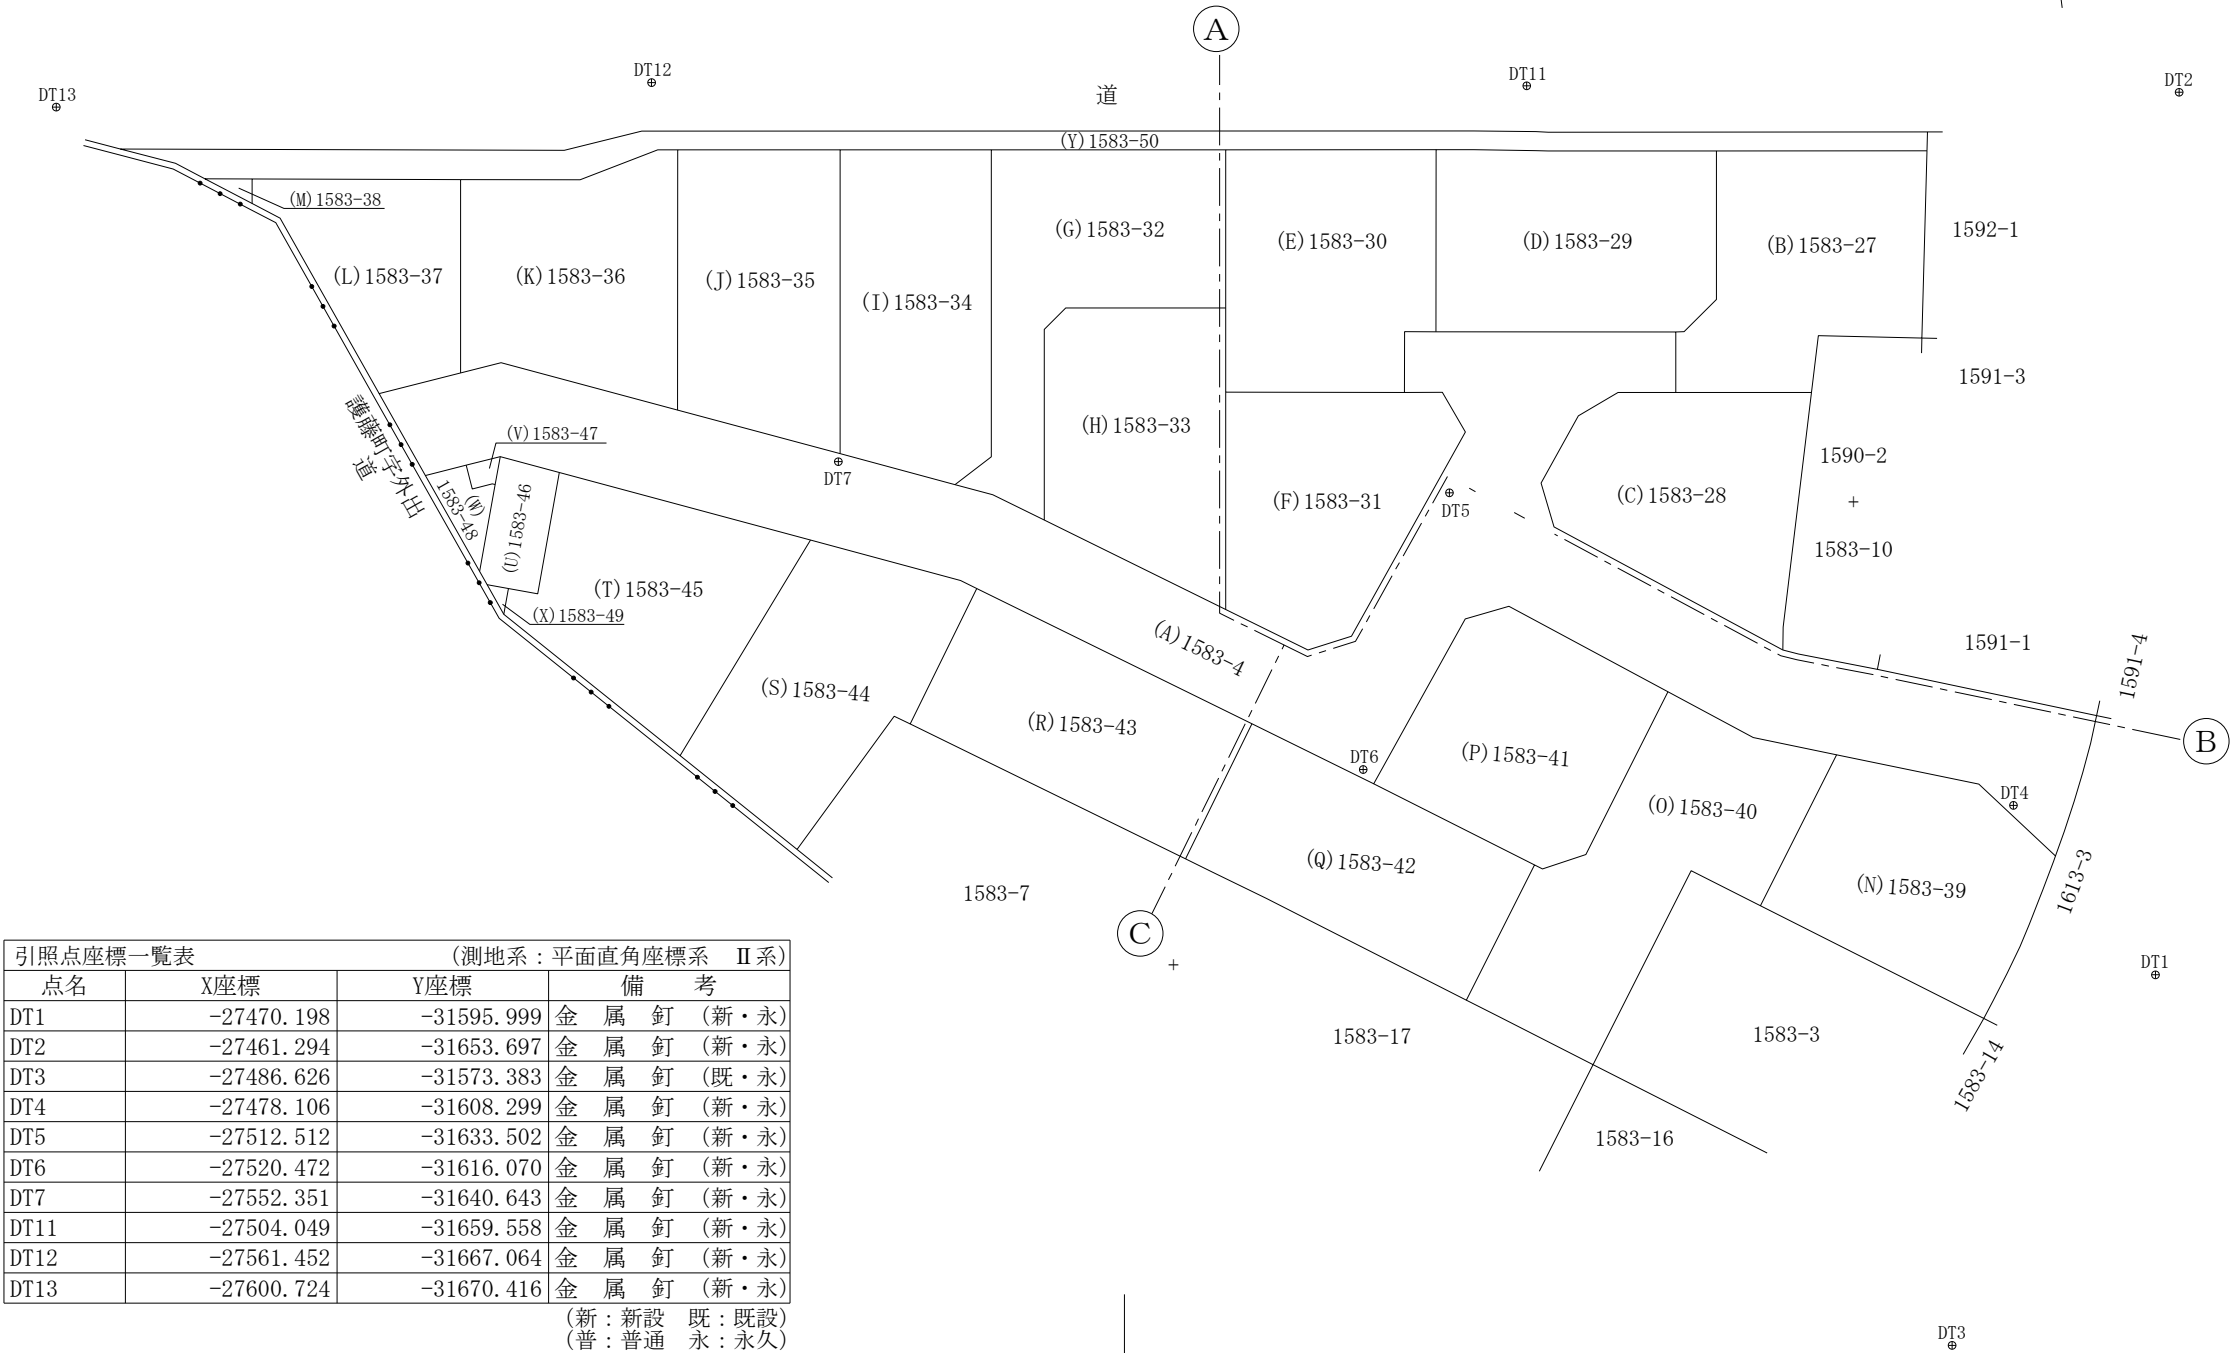 A
DT12
DT11
DT2
DT13
道
(Y)1583-50
(M)1583-38
(G)1583-32
(E)1583-30
(D)1583-29
(B)1583-27
1592-1
(L)1583-37
(K)1583-36
(J)1583-35
(I)1583-34
1591-3
(V)1583-47
(H)1583-33
護藤町字外出
道
DT7
1590-2
(W)
1583-48
(U)1583-46
(F)1583-31
DT5
(C)1583-28
1583-10
(T)1583-45
(X)1583-49
(A)1583-4
1591-1
1591-4
(S)1583-44
(R)1583-43
DT6
(P)1583-41
B
(O)1583-40
DT4
(Q)1583-42
(N)1583-39
1613-3
1583-7
C
DT1
1583-17
1583-3
1583-14
1583-16
DT3
引照点座標一覧表 (測地系:平面直角座標系 Ⅱ系)
点名 X座標 Y座標 備 考
DT1 -27470.198 -31595.999 金 属 釘 (新・永)
DT2 -27461.294 -31653.697 金 属 釘 (新・永)
DT3 -27486.626 -31573.383 金 属 釘 (既・永)
DT4 -27478.106 -31608.299 金 属 釘 (新・永)
DT5 -27512.512 -31633.502 金 属 釘 (新・永)
DT6 -27520.472 -31616.070 金 属 釘 (新・永)
DT7 -27552.351 -31640.643 金 属 釘 (新・永)
DT11 -27504.049 -31659.558 金 属 釘 (新・永)
DT12 -27561.452 -31667.064 金 属 釘 (新・永)
DT13 -27600.724 -31670.416 金 属 釘 (新・永)
(新:新設 既:既設)
(普:普通 永:永久)